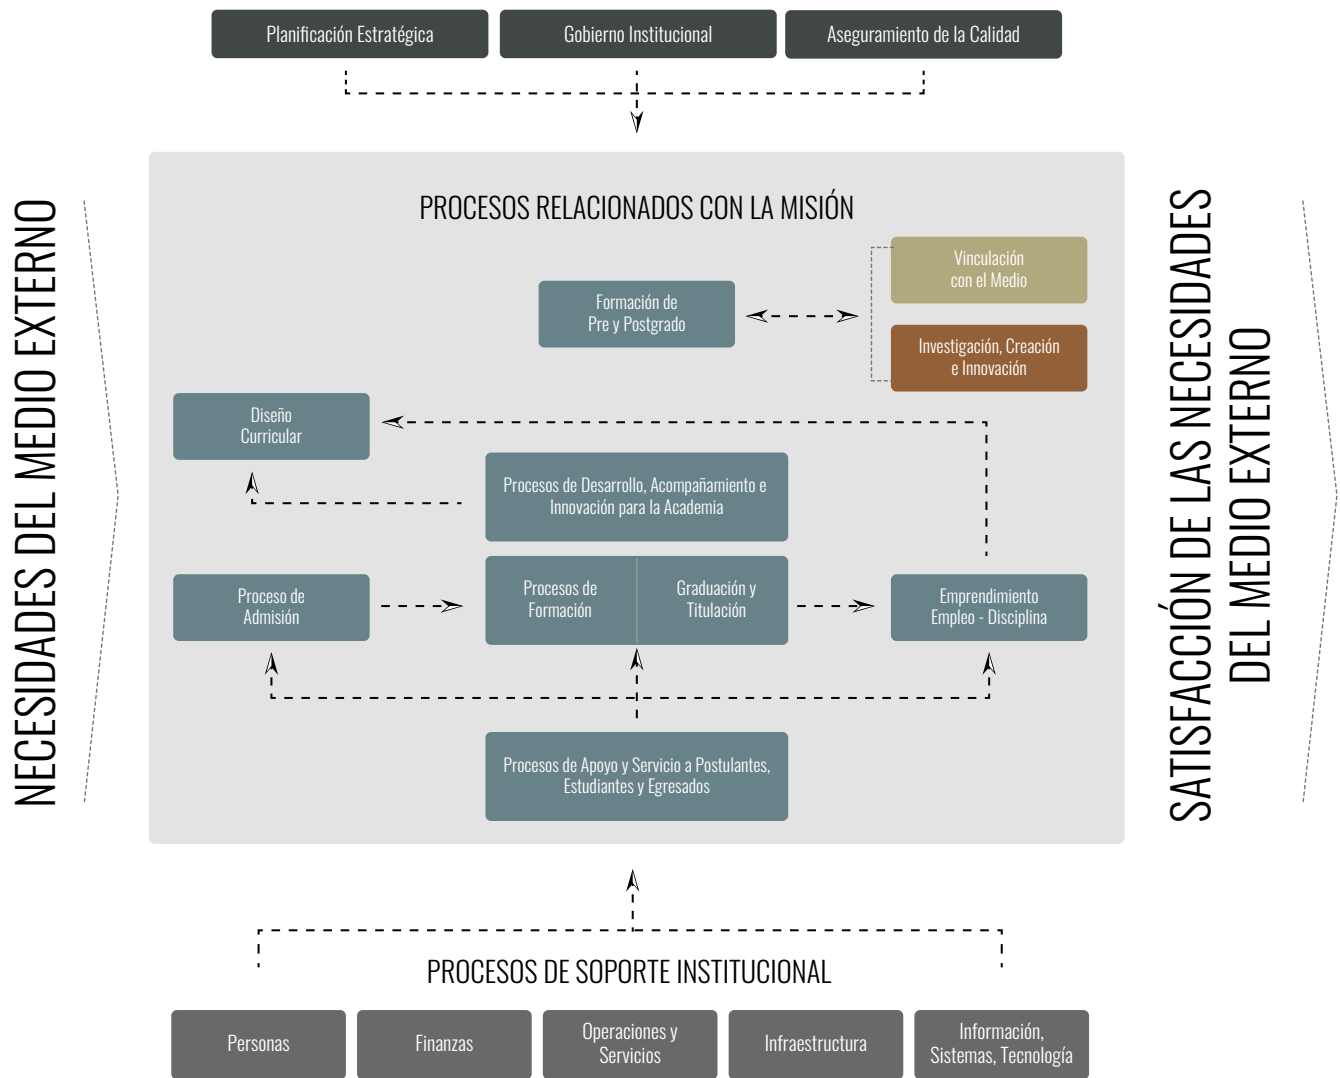 Planificación Estratégica
Gobierno Institucional
Aseguramiento de la Calidad
NECESIDADES DEL MEDIO EXTERNO
PROCESOS RELACIONADOS CON LA MISIÓN
Formación de
Pre y Postgrado
Vinculación
con el Medio
Investigación, Creación
e Innovación
Diseño
Curricular
Procesos de Desarrollo, Acompañamiento e
Innovación para la Academia
Proceso de
Admisión
Procesos de
Formación
Graduación y
Titulación
Emprendimiento
Empleo - Disciplina
Procesos de Apoyo y Servicio a Postulantes,
Estudiantes y Egresados
SATISFACCIÓN DE LAS NECESIDADES
DEL MEDIO EXTERNO
PROCESOS DE SOPORTE INSTITUCIONAL
Personas
Finanzas
Operaciones y
Servicios
Infraestructura
Información,
Sistemas, Tecnología